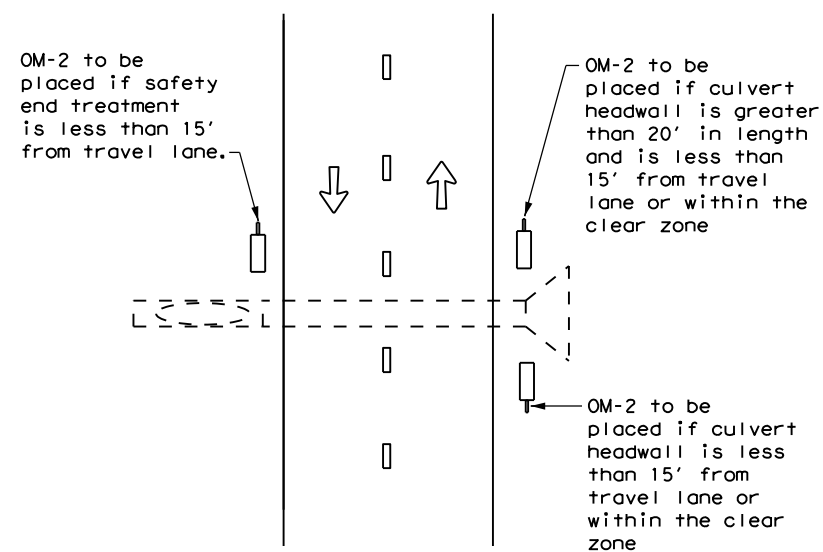 OM-2 to be
placed if safety
end treatment
is less than 15'
from travel lane.
OM-2 to be
placed if culvert
headwall is greater
than 20' in length
and is less than
15' from travel
lane or within the
clear zone
OM-2 to be
placed if culvert
headwall is less
than 15' from
travel lane or
within the clear
zone